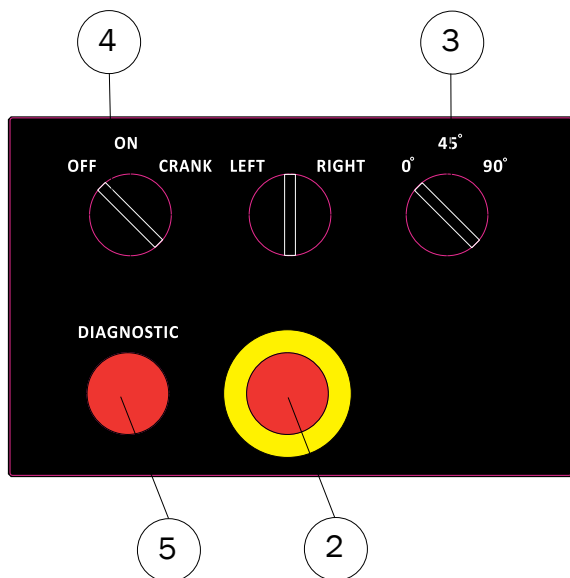 4 3
ON 45°
OFF CRANK LEFT RIGHT 0° 90°
DIAGNOSTIC
5 2